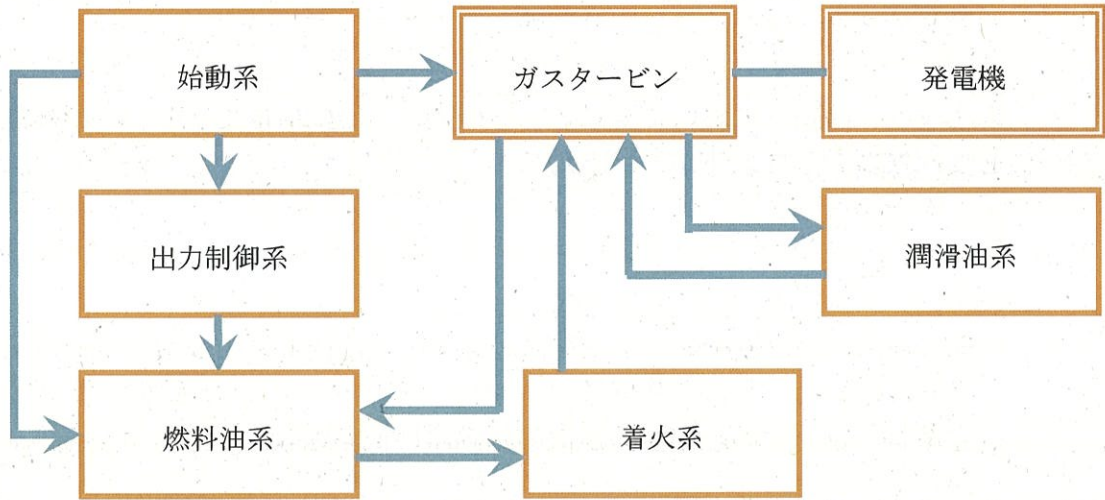 始動系
ガスタービン
発電機
出力制御系
潤滑油系
燃料油系
着火系